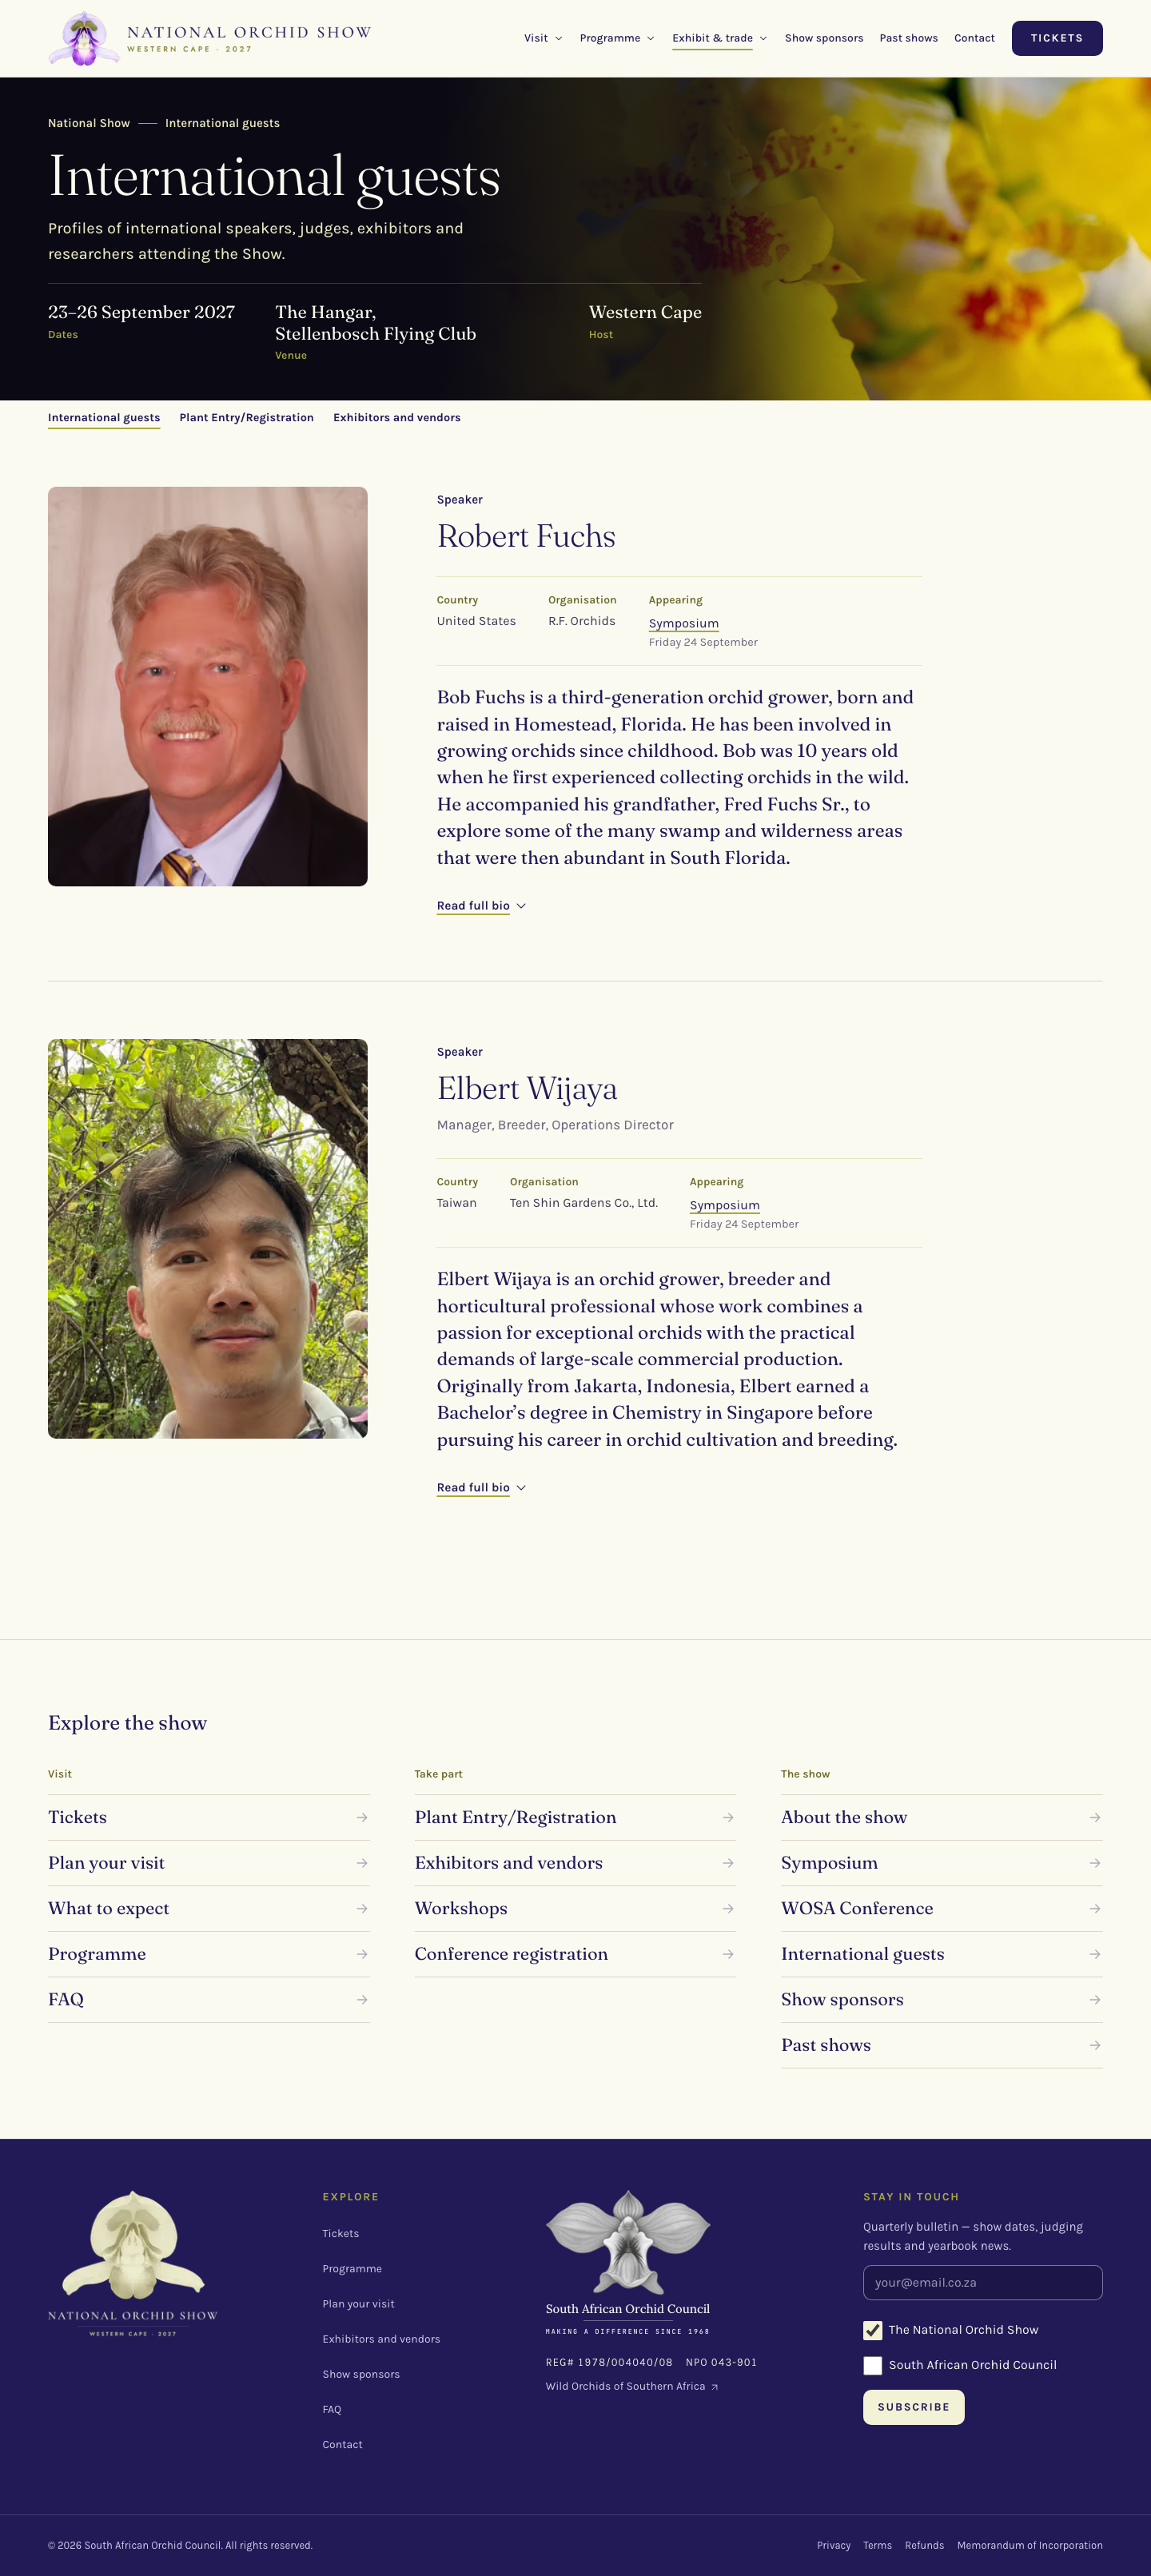 NATIONAL ORCHID SHOW
WESTERN CAPE · 2027
Visit
Programme
Exhibit & trade
Show sponsors
Past shows
Contact
TICKETS
National Show — International guests
International guests
Profiles of international speakers, judges, exhibitors and
researchers attending the Show.
23–26 September 2027
Dates
The Hangar,
Stellenbosch Flying Club
Venue
Western Cape
Host
International guests
Plant Entry/Registration
Exhibitors and vendors
Speaker
Robert Fuchs
Country
United States
Organisation
R.F. Orchids
Appearing
Symposium
Friday 24 September
Bob Fuchs is a third-generation orchid grower, born and
raised in Homestead, Florida. He has been involved in
growing orchids since childhood. Bob was 10 years old
when he first experienced collecting orchids in the wild.
He accompanied his grandfather, Fred Fuchs Sr., to
explore some of the many swamp and wilderness areas
that were then abundant in South Florida.
Read full bio
Speaker
Elbert Wijaya
Manager, Breeder, Operations Director
Country
Taiwan
Organisation
Ten Shin Gardens Co., Ltd.
Appearing
Symposium
Friday 24 September
Elbert Wijaya is an orchid grower, breeder and
horticultural professional whose work combines a
passion for exceptional orchids with the practical
demands of large-scale commercial production.
Originally from Jakarta, Indonesia, Elbert earned a
Bachelor’s degree in Chemistry in Singapore before
pursuing his career in orchid cultivation and breeding.
Read full bio
Explore the show
Visit
Tickets
Plan your visit
What to expect
Programme
FAQ
Take part
Plant Entry/Registration
Exhibitors and vendors
Workshops
Conference registration
The show
About the show
Symposium
WOSA Conference
International guests
Show sponsors
Past shows
NATIONAL ORCHID SHOW
WESTERN CAPE · 2027
EXPLORE
Tickets
Programme
Plan your visit
Exhibitors and vendors
Show sponsors
FAQ
Contact
South African Orchid Council
MAKING A DIFFERENCE SINCE 1968
REG# 1978/004040/08 NPO 043-901
Wild Orchids of Southern Africa
STAY IN TOUCH
Quarterly bulletin — show dates, judging
results and yearbook news.
your@email.co.za
The National Orchid Show
South African Orchid Council
SUBSCRIBE
© 2026 South African Orchid Council. All rights reserved.
Privacy
Terms
Refunds
Memorandum of Incorporation